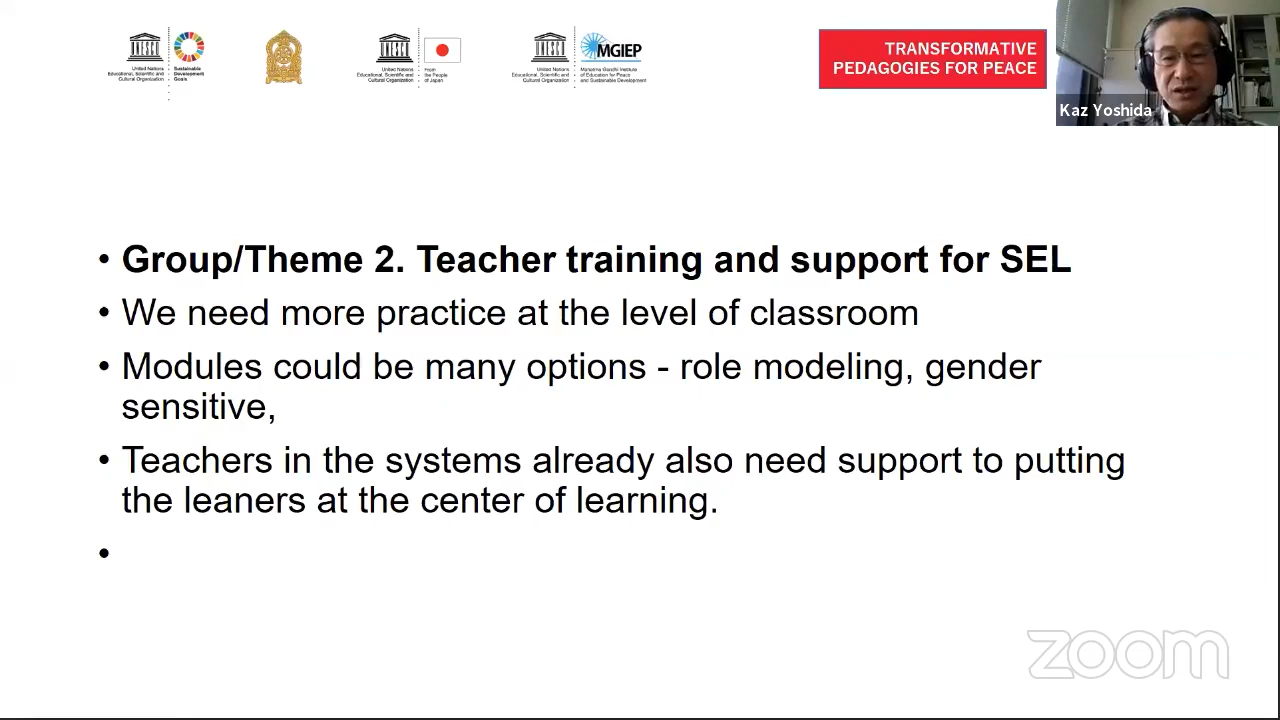 UNESCO
United Nations
Educational, Scientific and
Cultural Organization
Sustainable
Development
Goals
UNESCO
United Nations
Educational, Scientific and
Cultural Organization
From
the People
of Japan
UNESCO
United Nations
Educational, Scientific and
Cultural Organization
MGIEP
Mahatma Gandhi Institute
of Education for Peace
and Sustainable Development
TRANSFORMATIVE
PEDAGOGIES FOR PEACE
Kaz Yoshida
• Group/Theme 2. Teacher training and support for SEL
• We need more practice at the level of classroom
• Modules could be many options - role modeling, gender
sensitive,
• Teachers in the systems already also need support to putting
the leaners at the center of learning.
•
zoom